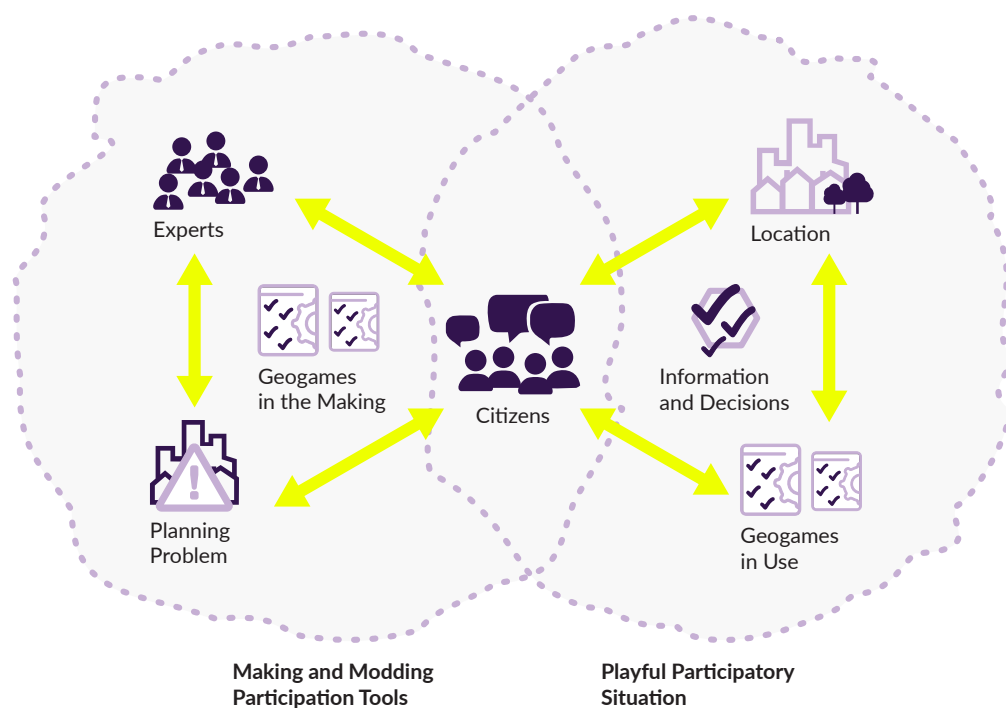 Experts
Location
Geogames
in the Making
Information
and Decisions
Citizens
Planning
Problem
Geogames
in Use
Making and Modding
Participation Tools
Playful Participatory
Situation